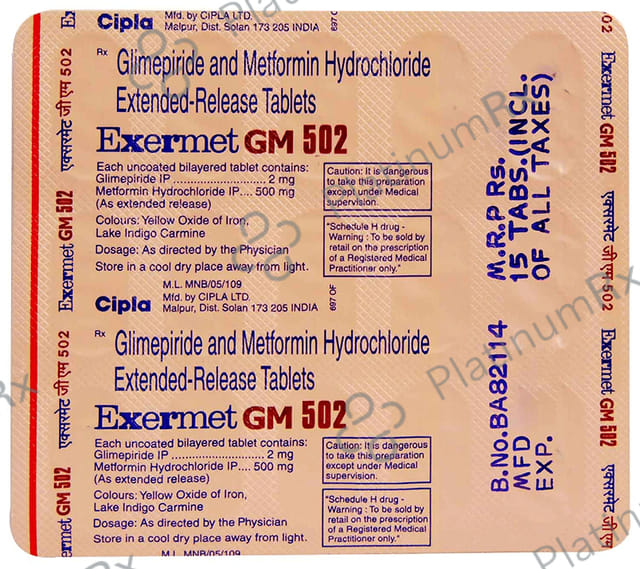 Cipla
Mfd. by CIPLA LTD.
Malpur, Dist. Solan 173 205 INDIA
697 O
Rx Glimepiride and Metformin Hydrochloride
Extended-Release Tablets
Exermet GM 502
Each uncoated bilayered tablet contains:
Glimepiride IP ............................ 2 mg
Metformin Hydrochloride IP.... 500 mg
(As extended release)
Colours: Yellow Oxide of Iron,
Lake Indigo Carmine
Dosage: As directed by the Physician
Store in a cool dry place away from light.
Caution: It is dangerous
to take this preparation
except under Medical
supervision.
"Schedule H drug -
Warning : To be sold by
retail on the prescription
of a Registered Medical
Practitioner only."
M.L. MNB/05/109
Cipla
Mfd. by CIPLA LTD.
Malpur, Dist. Solan 173 205 INDIA
697 OF
Rx Glimepiride and Metformin Hydrochloride
Extended-Release Tablets
Exermet GM 502
Each uncoated bilayered tablet contains:
Glimepiride IP ............................ 2 mg
Metformin Hydrochloride IP.... 500 mg
(As extended release)
Colours: Yellow Oxide of Iron,
Lake Indigo Carmine
Dosage: As directed by the Physician
Store in a cool dry place away from light.
Caution: It is dangerous
to take this preparation
except under Medical
supervision.
"Schedule H drug -
Warning : To be sold by
retail on the prescription
of a Registered Medical
Practitioner only."
M.L. MNB/05/109
Ex
एक्सरमेट जी एम 502
Exermet GM 502
एक्सरमेट जी एम 502
ermet GM 502
M.R.P Rs.
15 TABS.(INCL.
OF ALL TAXES)
B.No.BA82114
MFD
EXP.
02
Exermet GM 502
एक्सरमेट जी एम 502
Exermet GM 502
एक्सरमेट जी एम
PlatinumRx
PlatinumRx
PlatinumRx
Rx
Platinum